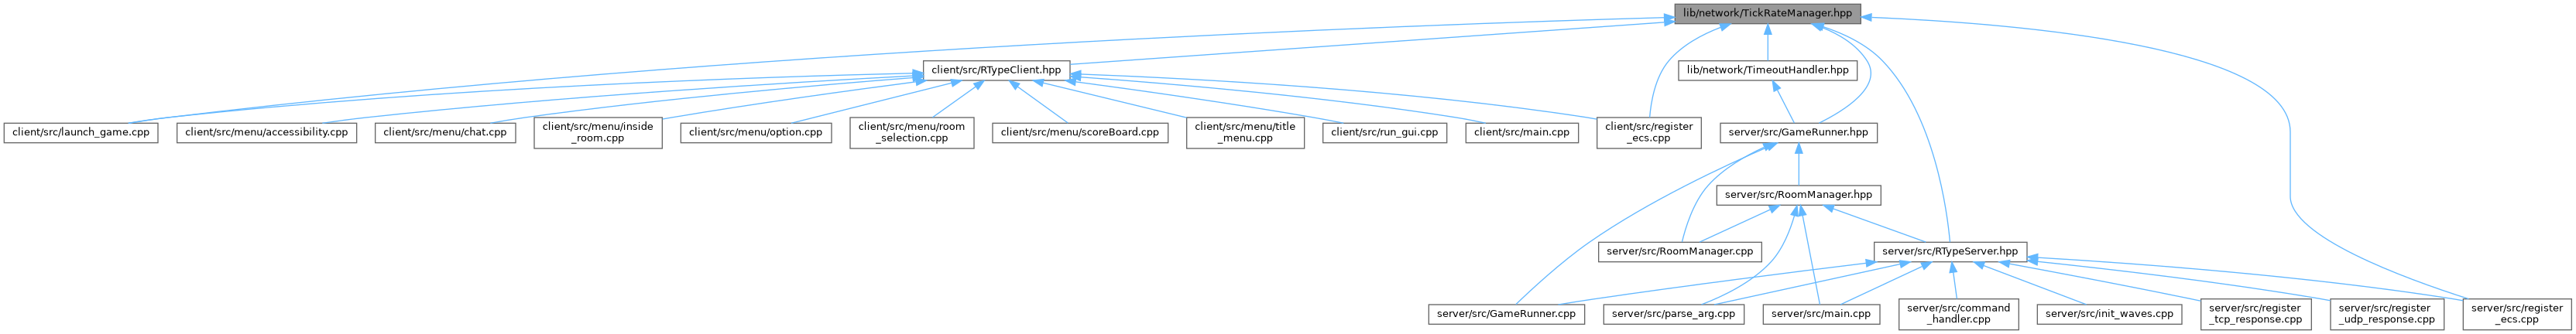 lib/network/TickRateManager.hpp
client/src/RTypeClient.hpp
lib/network/TimeoutHandler.hpp
client/src/launch_game.cpp
client/src/menu/accessibility.cpp
client/src/menu/chat.cpp
client/src/menu/inside
_room.cpp
client/src/menu/option.cpp
client/src/menu/room
_selection.cpp
client/src/menu/scoreBoard.cpp
client/src/menu/title
_menu.cpp
client/src/run_gui.cpp
client/src/main.cpp
client/src/register
_ecs.cpp
server/src/GameRunner.hpp
server/src/RoomManager.hpp
server/src/RoomManager.cpp
server/src/RTypeServer.hpp
server/src/GameRunner.cpp
server/src/parse_arg.cpp
server/src/main.cpp
server/src/command
_handler.cpp
server/src/init_waves.cpp
server/src/register
_tcp_response.cpp
server/src/register
_udp_response.cpp
server/src/register
_ecs.cpp